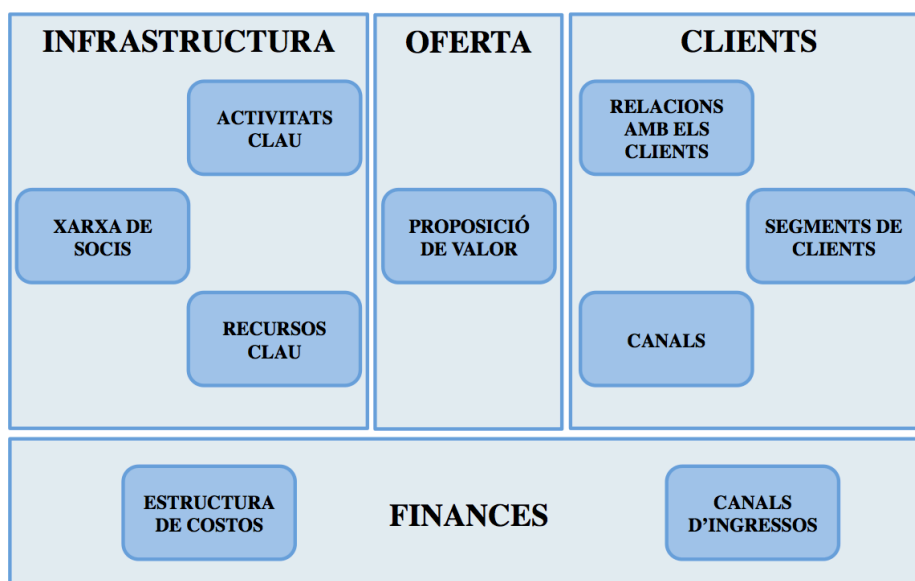 INFRASTRUCTURA
ACTIVITATS
CLAU
XARXA DE
SOCIS
RECURSOS
CLAU
OFERTA
PROPOSICIÓ
DE VALOR
CLIENTS
RELACIONS
AMB ELS
CLIENTS
SEGMENTS DE
CLIENTS
CANALS
ESTRUCTURA
DE COSTOS
FINANCES
CANALS
D'INGRESSOS